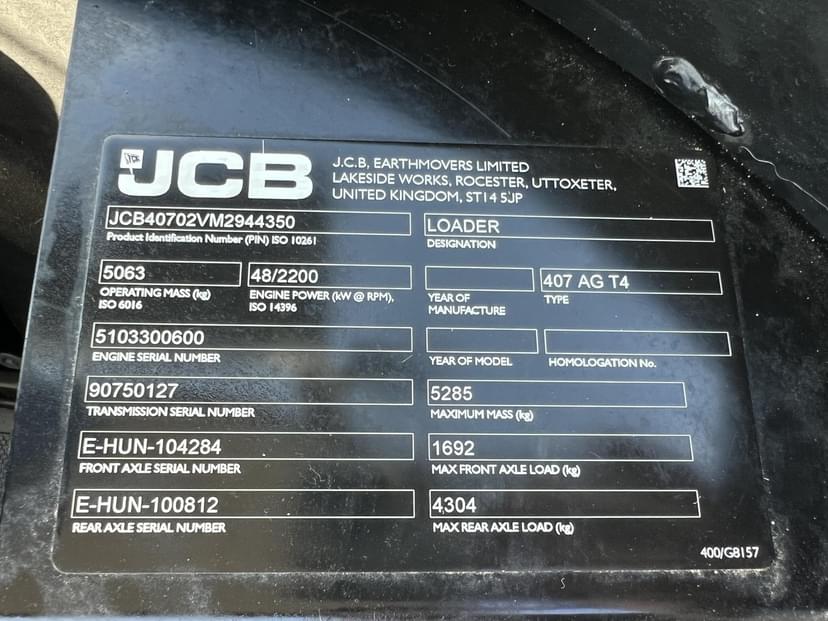 JCB
J.C.B. EARTHMOVERS LIMITED
LAKESIDE WORKS, ROCESTER, UTTOXETER,
UNITED KINGDOM, ST14 5JP
JCB40702VM2944350
Product Identification Number (PIN) ISO 10261
LOADER
DESIGNATION
5063
OPERATING MASS (kg)
ISO 6016
48/2200
ENGINE POWER (kW @ RPM),
ISO 14396
YEAR OF
MANUFACTURE
407 AG T4
TYPE
5103300600
ENGINE SERIAL NUMBER
YEAR OF MODEL
HOMOLOGATION No.
90750127
TRANSMISSION SERIAL NUMBER
5285
MAXIMUM MASS (kg)
E-HUN-104284
FRONT AXLE SERIAL NUMBER
1692
MAX FRONT AXLE LOAD (kg)
E-HUN-100812
REAR AXLE SERIAL NUMBER
4304
MAX REAR AXLE LOAD (kg)
400/G8157